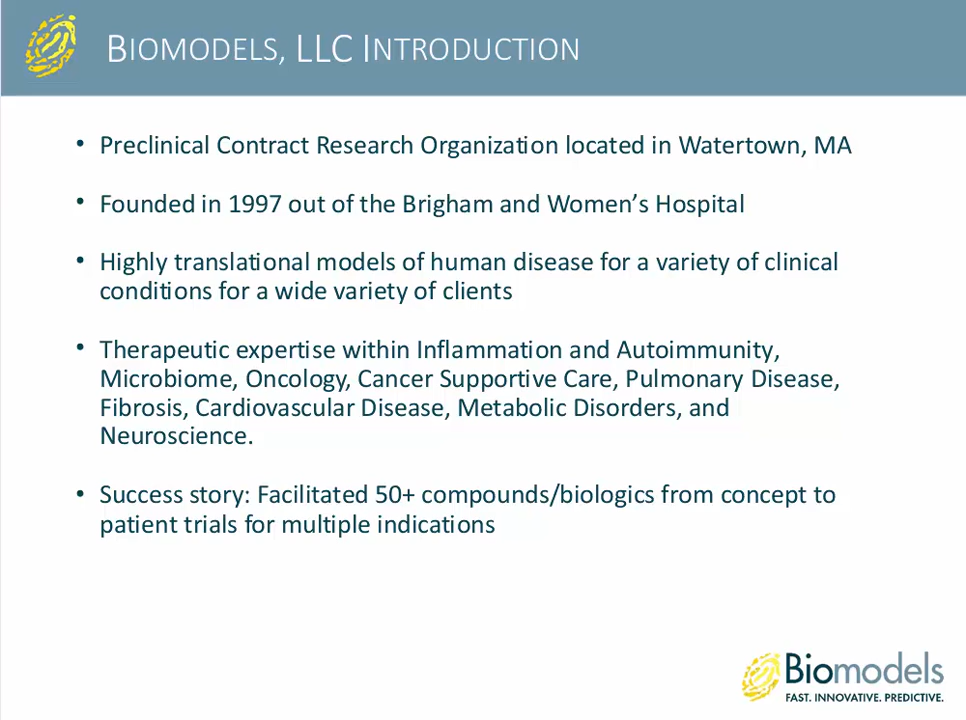 BIOMODELS, LLC INTRODUCTION
• Preclinical Contract Research Organization located in Watertown, MA
• Founded in 1997 out of the Brigham and Women’s Hospital
• Highly translational models of human disease for a variety of clinical
conditions for a wide variety of clients
• Therapeutic expertise within Inflammation and Autoimmunity,
Microbiome, Oncology, Cancer Supportive Care, Pulmonary Disease,
Fibrosis, Cardiovascular Disease, Metabolic Disorders, and
Neuroscience.
• Success story: Facilitated 50+ compounds/biologics from concept to
patient trials for multiple indications
Biomodels
FAST. INNOVATIVE. PREDICTIVE.